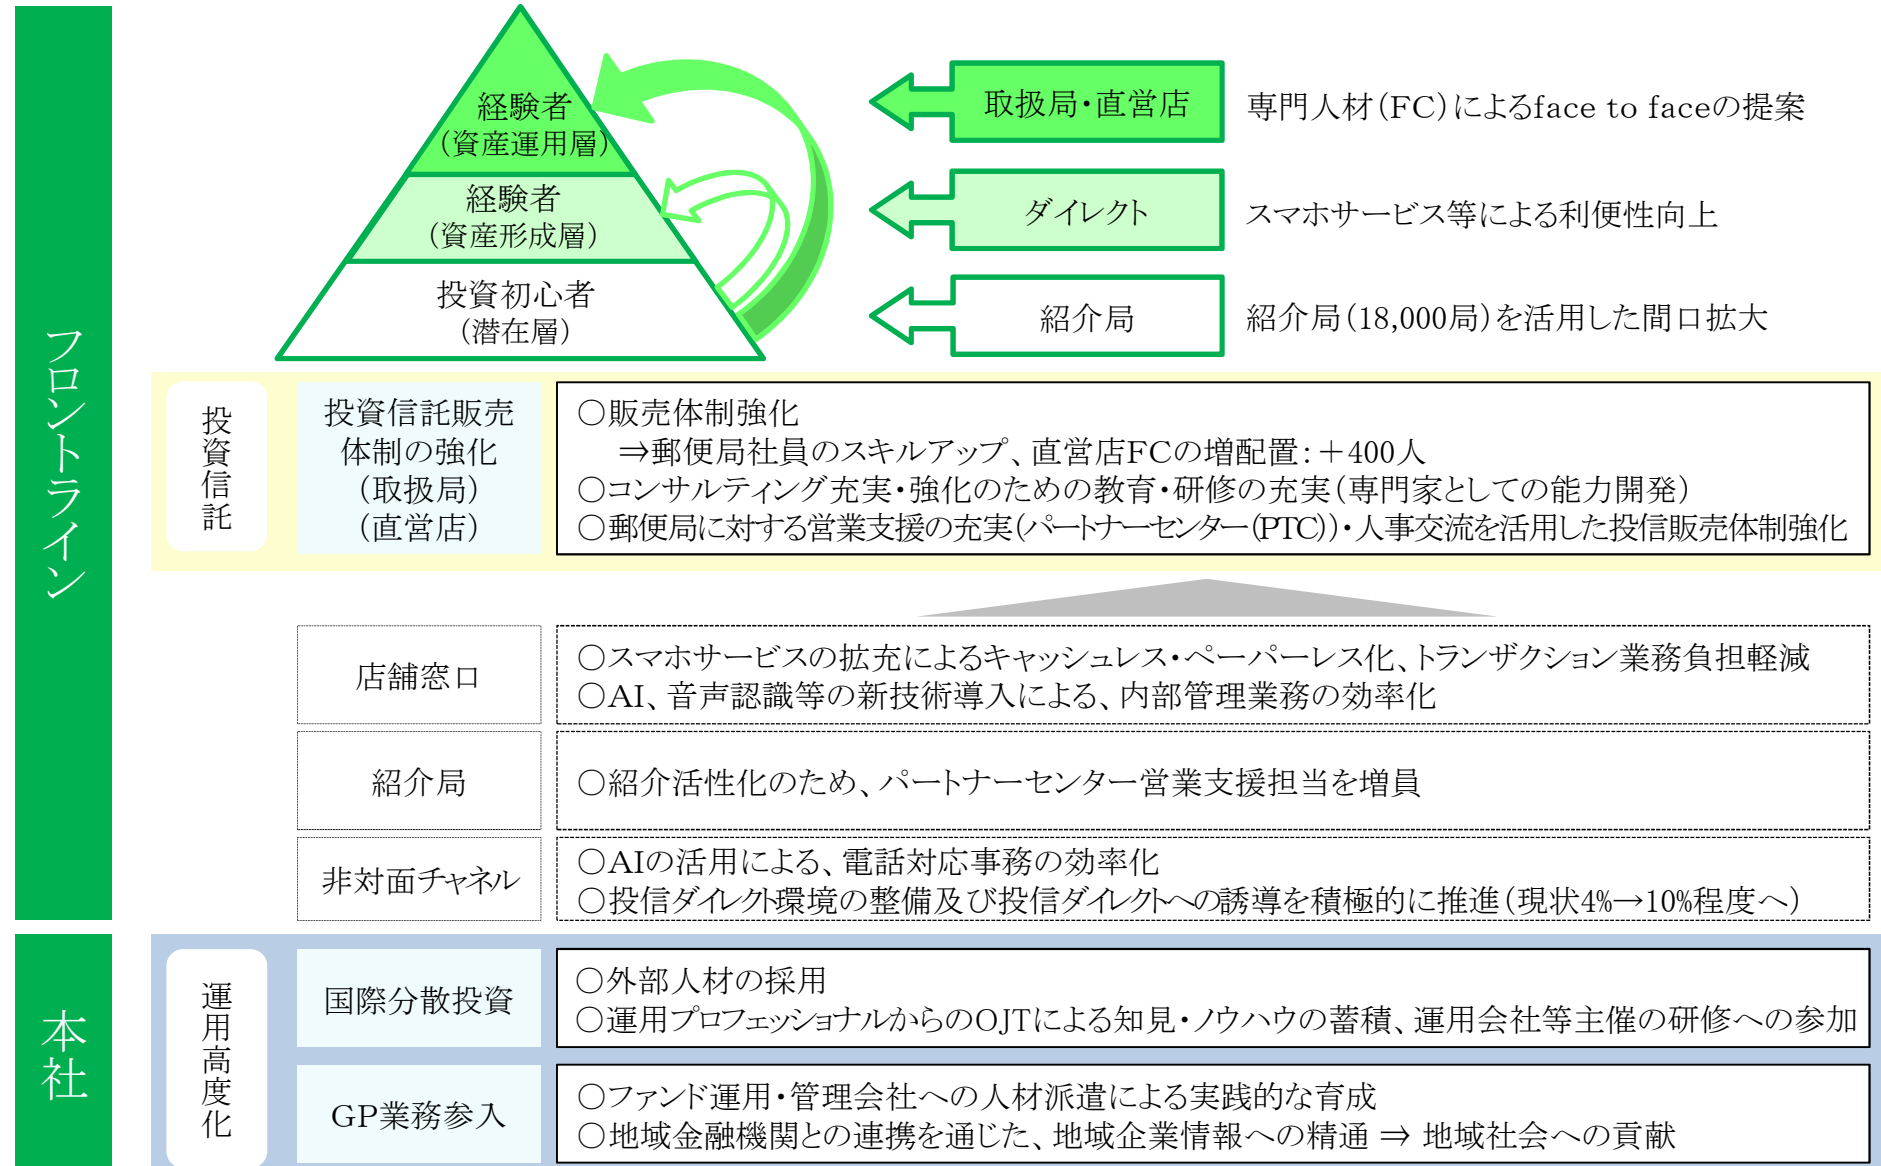 フロントライン
経験者
(資産運用層)
経験者
(資産形成層)
投資初心者
(潜在層)
取扱局・直営店
専門人材(FC)によるface to faceの提案
ダイレクト
スマホサービス等による利便性向上
紹介局
紹介局(18,000局)を活用した間口拡大
投資信託
投資信託販売
体制の強化
(取扱局)
(直営店)
○販売体制強化
⇒郵便局社員のスキルアップ、直営店FCの増配置:+400人
○コンサルティング充実・強化のための教育・研修の充実(専門家としての能力開発)
○郵便局に対する営業支援の充実(パートナーセンター(PTC))・人事交流を活用した投信販売体制強化
店舗窓口
○スマホサービスの拡充によるキャッシュレス・ペーパーレス化、トランザクション業務負担軽減
○AI、音声認識等の新技術導入による、内部管理業務の効率化
紹介局
○紹介活性化のため、パートナーセンター営業支援担当を増員
非対面チャネル
○AIの活用による、電話対応事務の効率化
○投信ダイレクト環境の整備及び投信ダイレクトへの誘導を積極的に推進(現状4%→10%程度へ)
本社
運用高度化
国際分散投資
○外部人材の採用
○運用プロフェッショナルからのOJTによる知見・ノウハウの蓄積、運用会社等主催の研修への参加
GP業務参入
○ファンド運用・管理会社への人材派遣による実践的な育成
○地域金融機関との連携を通じた、地域企業情報への精通 ⇒ 地域社会への貢献